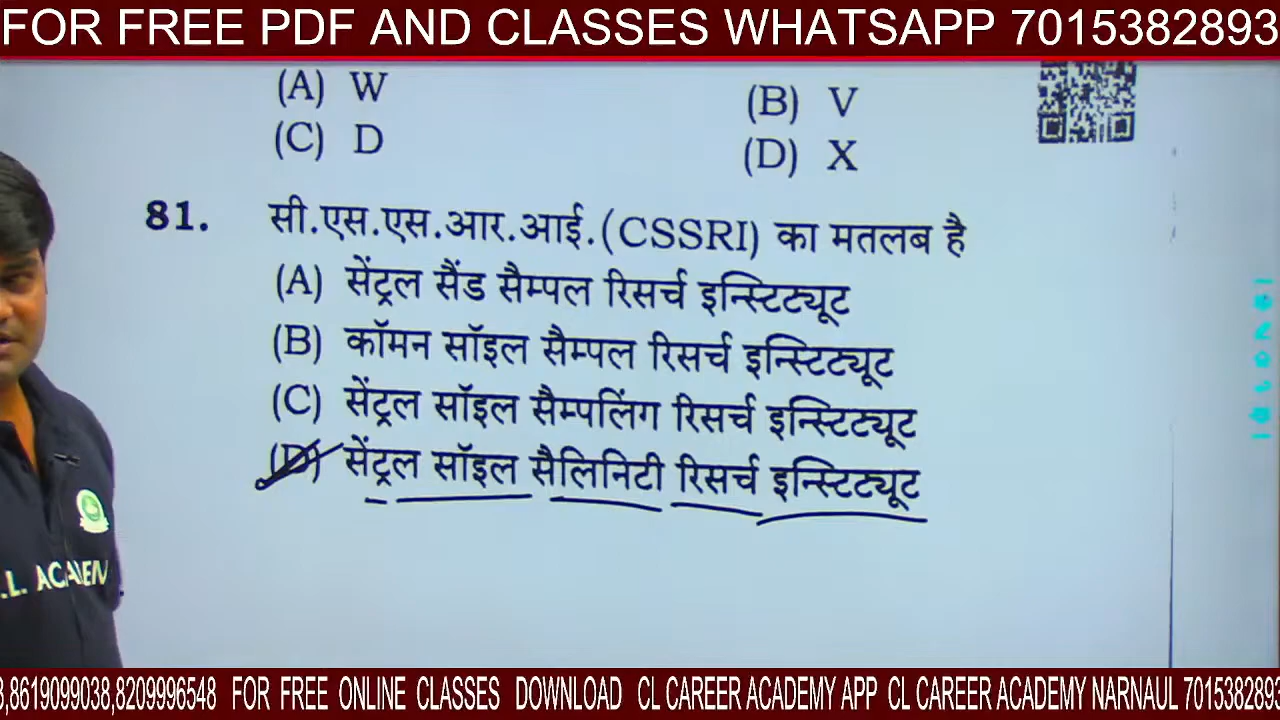 FOR FREE PDF AND CLASSES WHATSAPP 7015382893
(A) W
(B) V
(C) D
(D) X
81. सी.एस.एस.आर.आई.(CSSRI) का मतलब है
(A) सेंट्रल सैंड सैम्पल रिसर्च इन्स्टिट्यूट
(B) कॉमन सॉइल सैम्पल रिसर्च इन्स्टिट्यूट
(C) सेंट्रल सॉइल सैम्पलिंग रिसर्च इन्स्टिट्यूट
(D) सेंट्रल सॉइल सैलिनिटी रिसर्च इन्स्टिट्यूट
.L. ACADEM
3,8619099038,8209996548 FOR FREE ONLINE CLASSES DOWNLOAD CL CAREER ACADEMY APP CL CAREER ACADEMY NARNAUL 7015382893